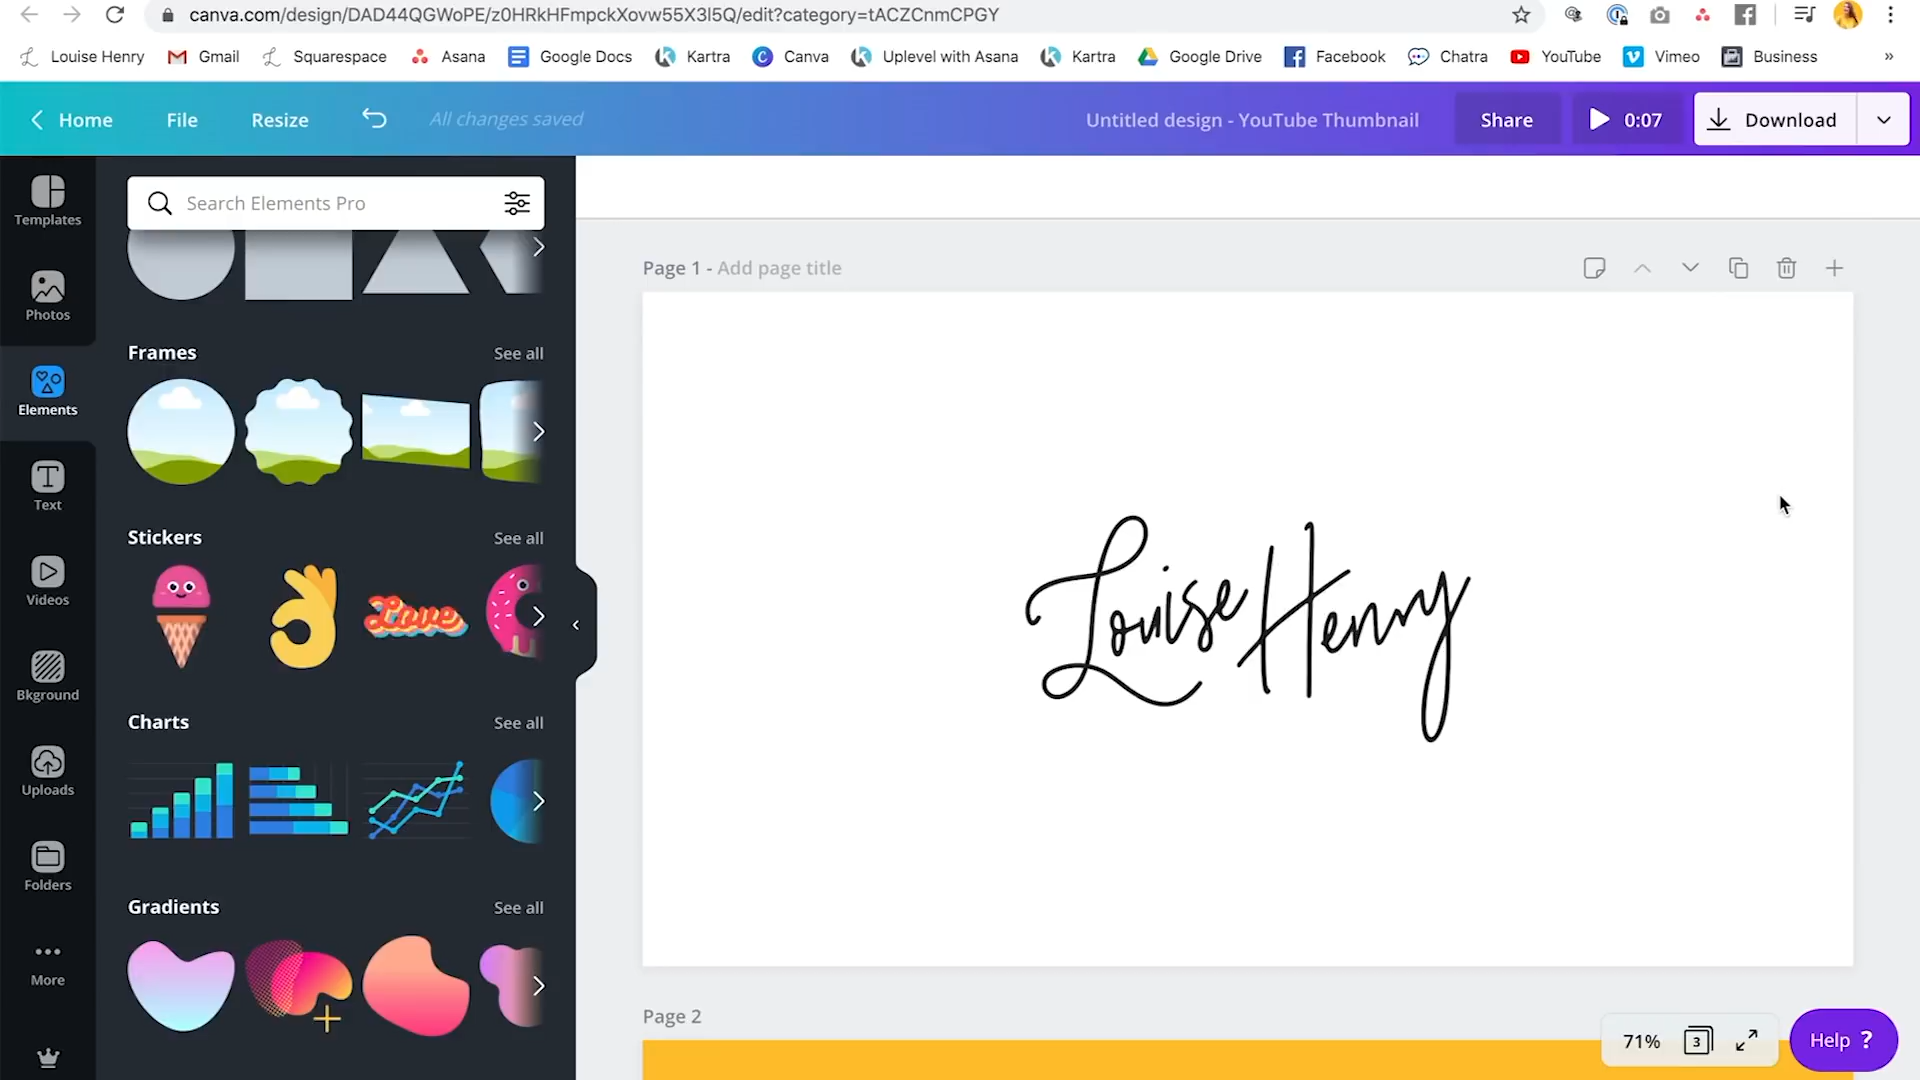 canva.com/design/DAD44QGWoPE/z0HRkHFmpckXovw55X3l5Q/edit?category=tACZCnmCPGY
Louise Henry Gmail Squarespace Asana Google Docs Kartra Canva Uplevel with Asana Kartra Google Drive Facebook Chatra YouTube Vimeo Business »
Home File Resize All changes saved Untitled design - YouTube Thumbnail Share 0:07 Download
Templates
Photos
Elements
Text
Videos
Bkground
Uploads
Folders
More
Search Elements Pro
Frames See all
Stickers See all
Love
Charts See all
Gradients See all
Page 1 - Add page title
Louise Henry
Page 2
71% 3 Help ?